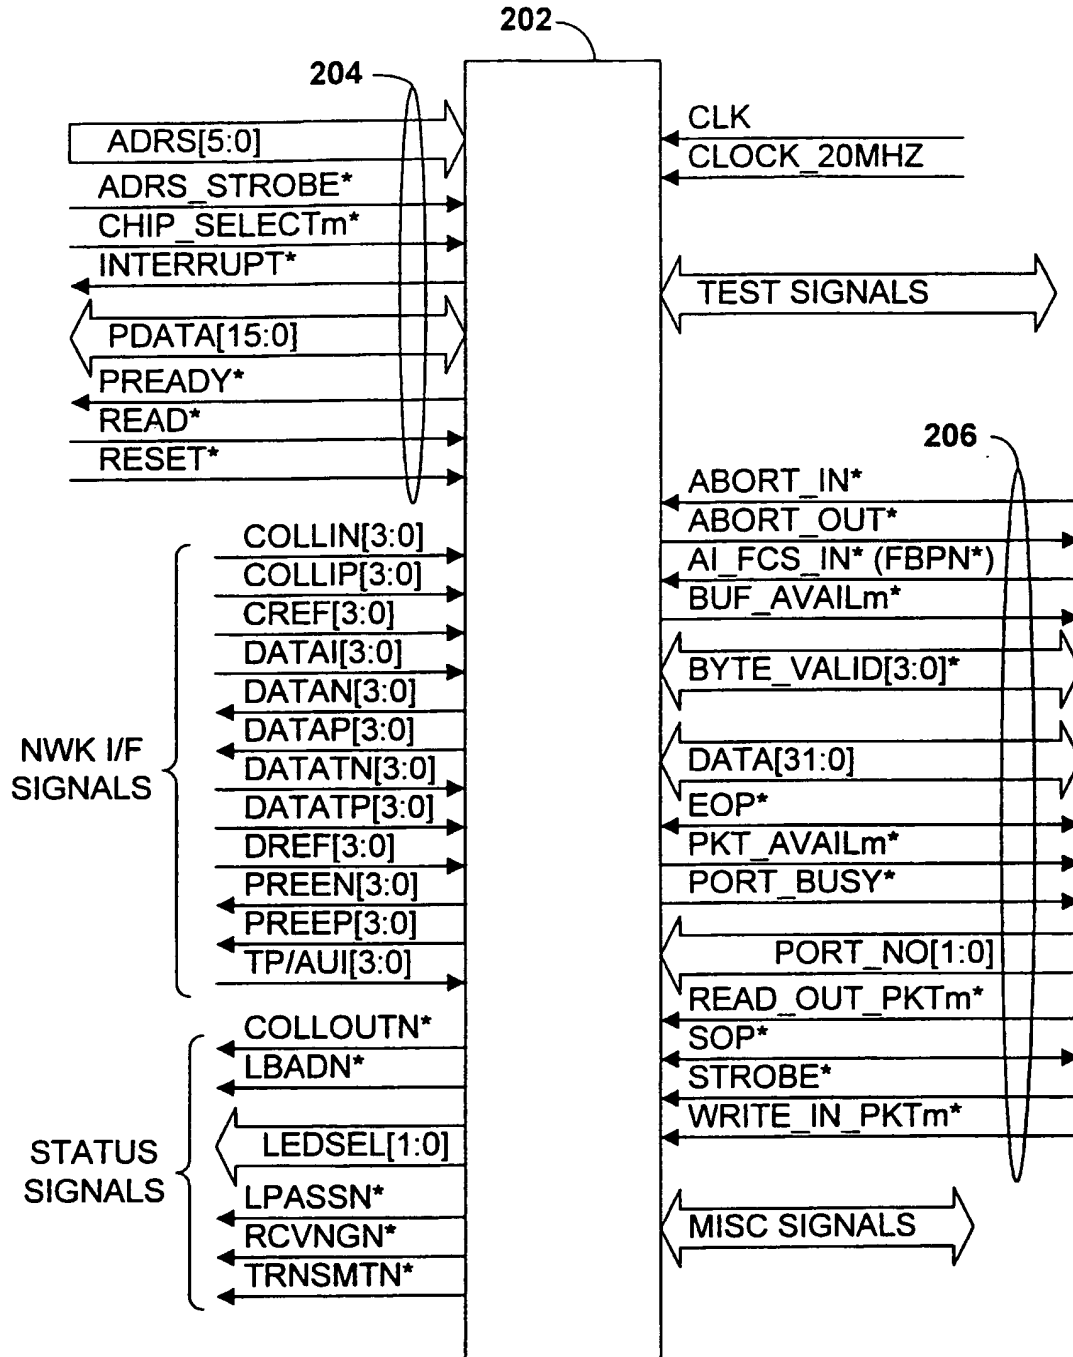 202
204
ADRS[5:0]
ADRS_STROBE*
CHIP_SELECTm*
INTERRUPT*
PDATA[15:0]
PREADY*
READ*
RESET*
COLLIN[3:0]
COLLIP[3:0]
CREF[3:0]
DATAI[3:0]
DATAN[3:0]
DATAP[3:0]
DATATN[3:0]
DATATP[3:0]
DREF[3:0]
PREEN[3:0]
PREEP[3:0]
TP/AUI[3:0]
NWK I/F
SIGNALS
COLLOUTN*
LBADN*
LEDSEL[1:0]
LPASSN*
RCVNGN*
TRNSMTN*
STATUS
SIGNALS
CLK
CLOCK_20MHZ
TEST SIGNALS
206
ABORT_IN*
ABORT_OUT*
AI_FCS_IN* (FBPN*)
BUF_AVAILm*
BYTE_VALID[3:0]*
DATA[31:0]
EOP*
PKT_AVAILm*
PORT_BUSY*
PORT_NO[1:0]
READ_OUT_PKTm*
SOP*
STROBE*
WRITE_IN_PKTm*
MISC SIGNALS